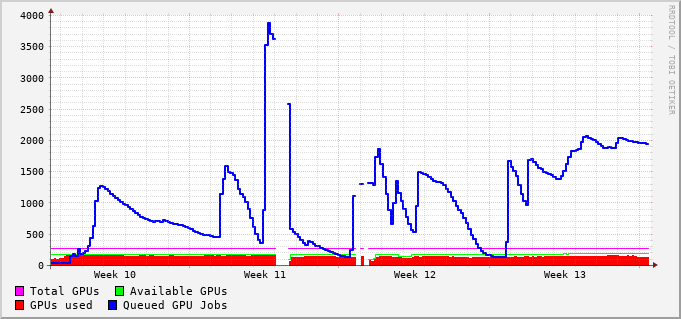 4000
3500
3000
2500
2000
1500
1000
500
0
Week 10 Week 11 Week 12 Week 13
Total GPUs Available GPUs
GPUs used Queued GPU Jobs
RRDTOOL / TOBI OETIKER